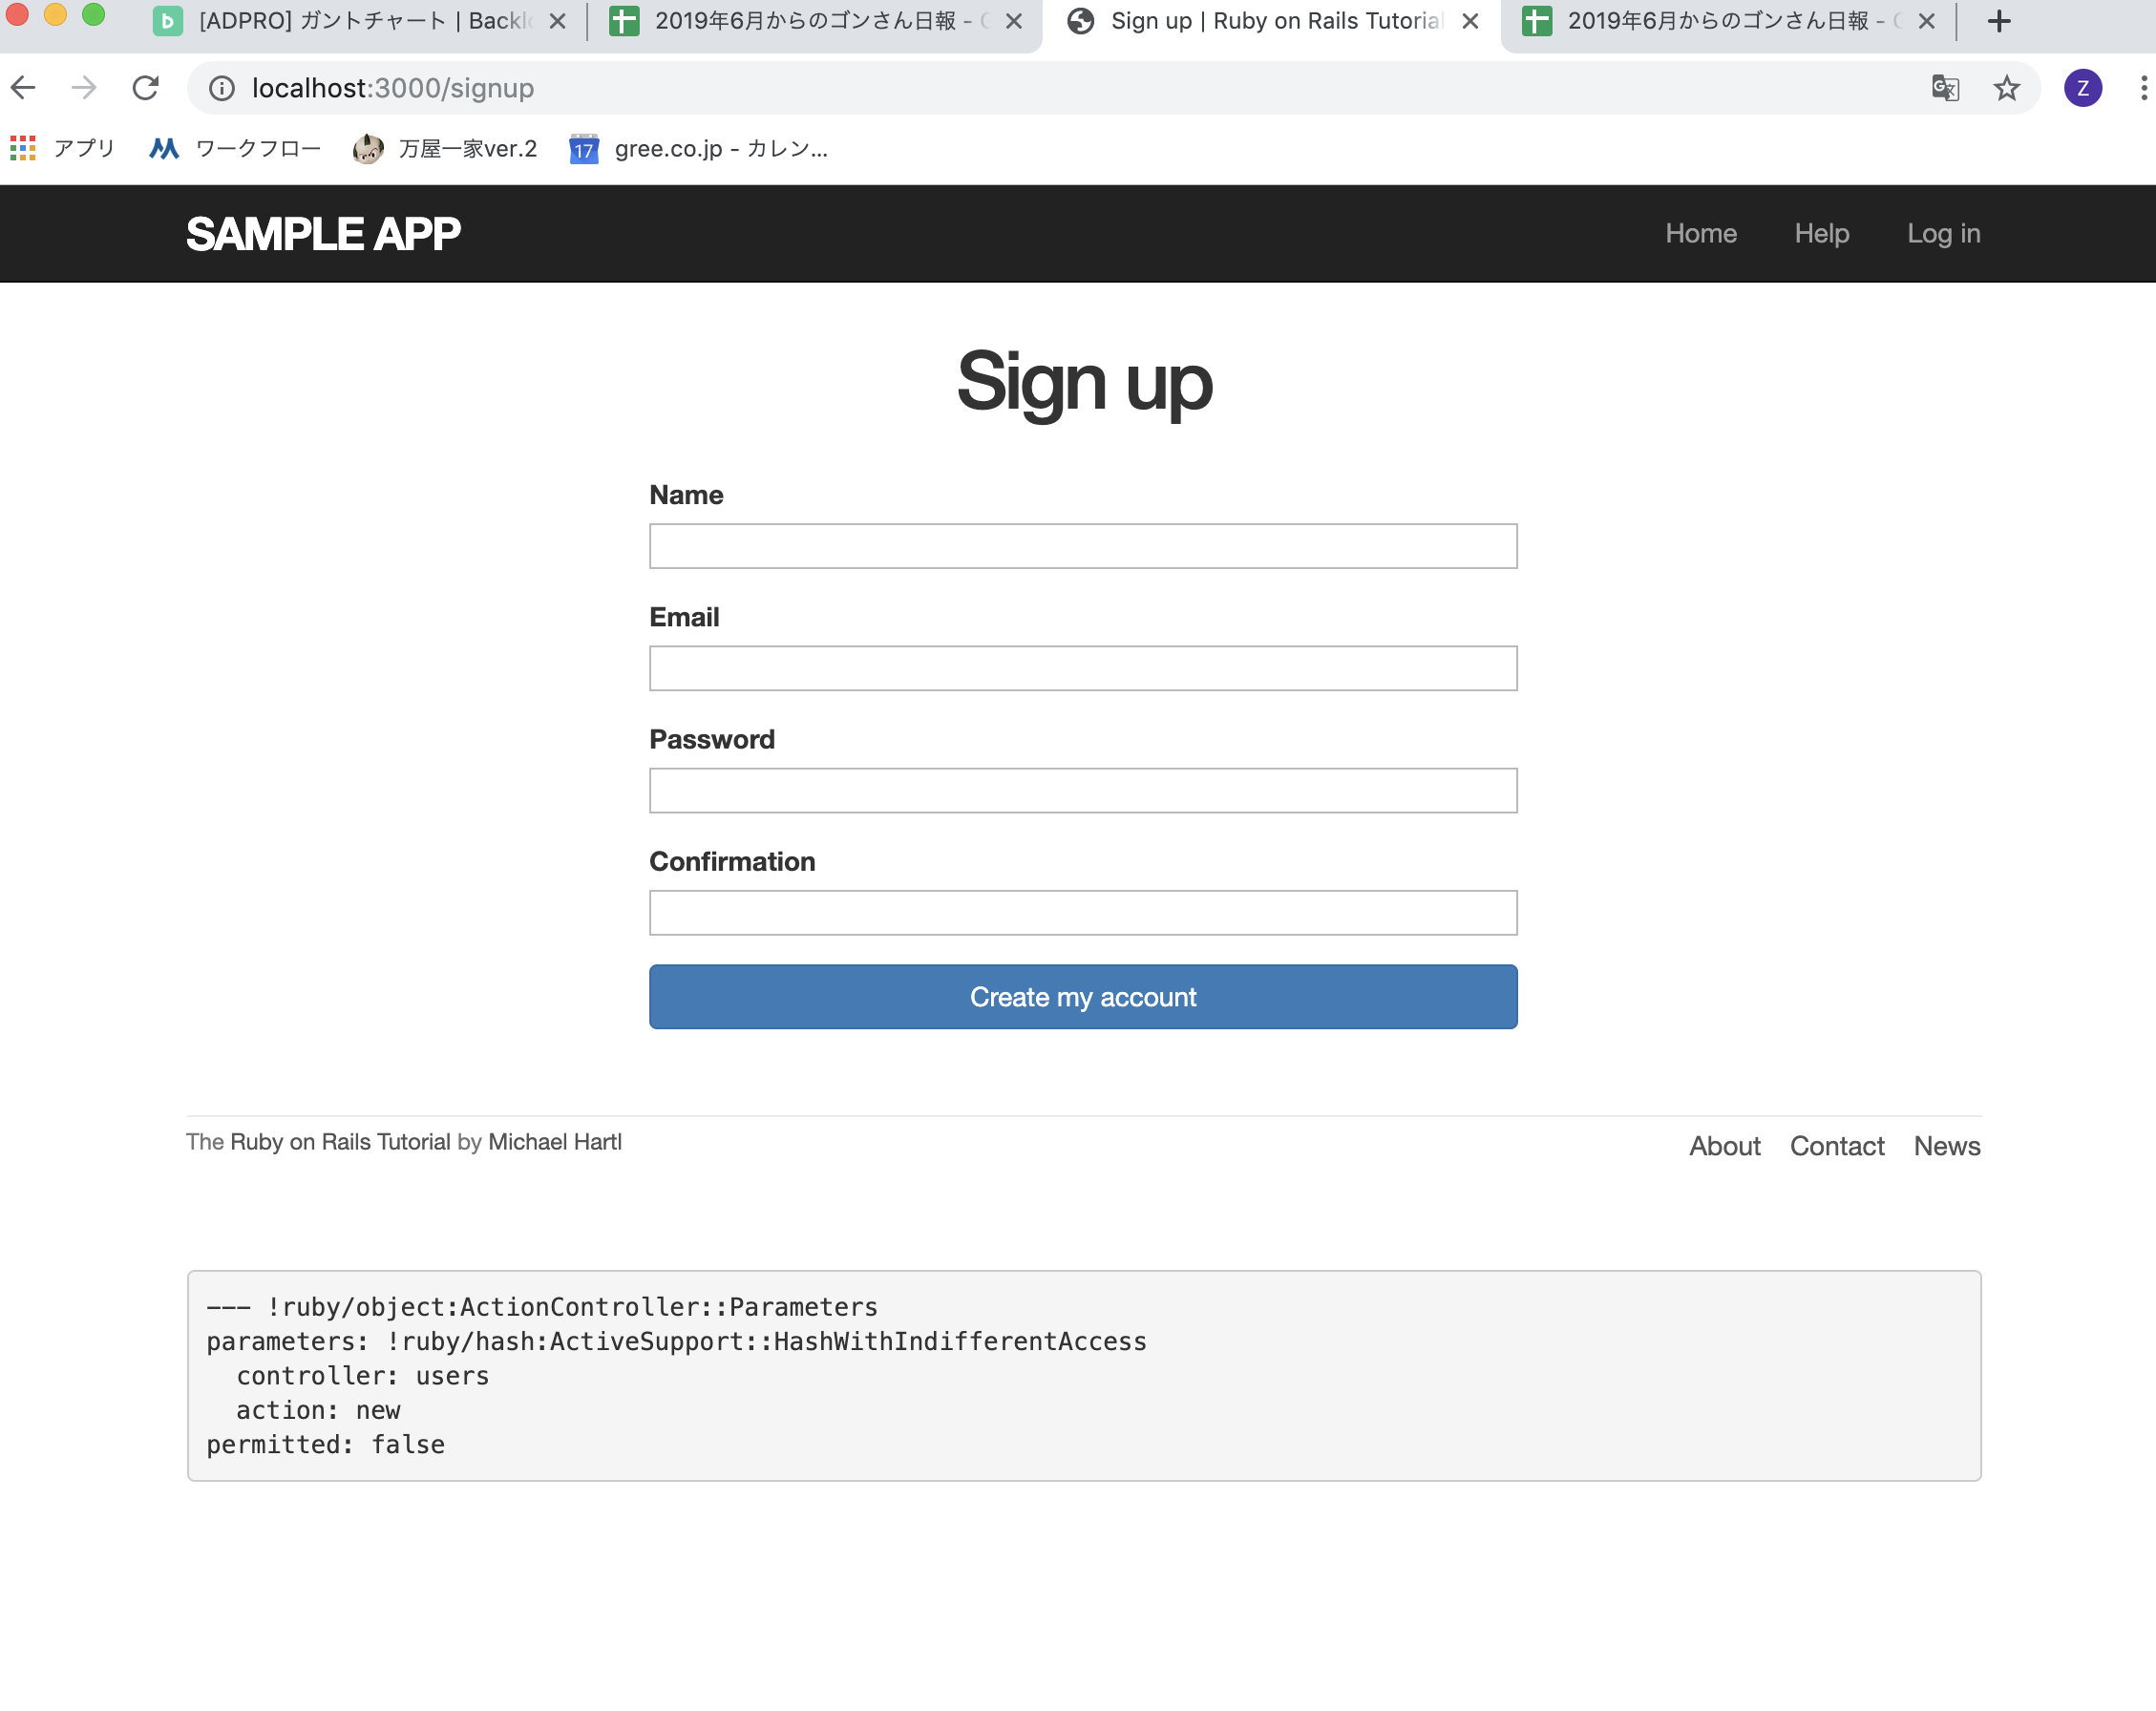 [ADPRO] ガントチャート | Backl
2019年6月からのゴンさん日報 -
Sign up | Ruby on Rails Tutorial
2019年6月からのゴンさん日報 -
localhost:3000/signup
Z
アプリ
ワークフロー
万屋一家ver.2
17
gree.co.jp - カレン...
SAMPLE APP
Home
Help
Log in
Sign up
Name
Email
Password
Confirmation
Create my account
The Ruby on Rails Tutorial by Michael Hartl
About
Contact
News
--- !ruby/object:ActionController::Parameters
parameters: !ruby/hash:ActiveSupport::HashWithIndifferentAccess
  controller: users
  action: new
permitted: false